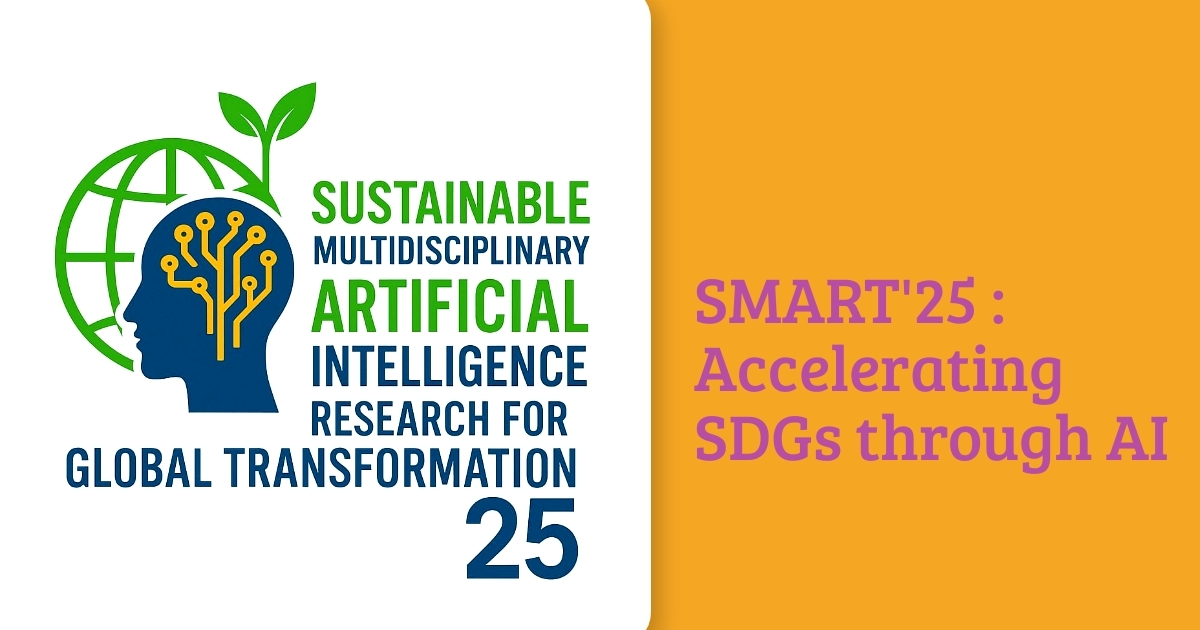 SUSTAINABLE
MULTIDISCIPLINARY
ARTIFICIAL
INTELLIGENCE
RESEARCH FOR
GLOBAL TRANSFORMATION
25
SMART'25 :
Accelerating
SDGs through AI